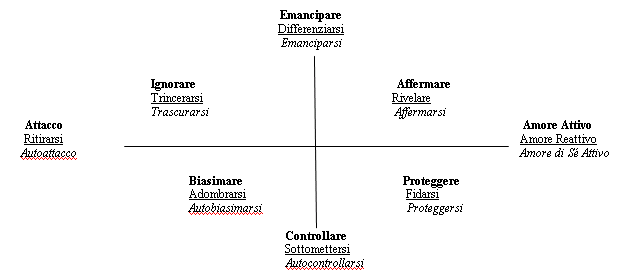 Emancipare
Differenziarsi
Emanciparsi
Ignorare
Trincerarsi
Trascurarsi
Affermare
Rivelare
Affermarsi
Attacco
Ritirarsi
Autoattacco
Amore Attivo
Amore Reattivo
Amore di Sé Attivo
Biasimare
Adombrarsi
Autobiasimarsi
Proteggere
Fidarsi
Proteggersi
Controllare
Sottomettersi
Autocontrollarsi